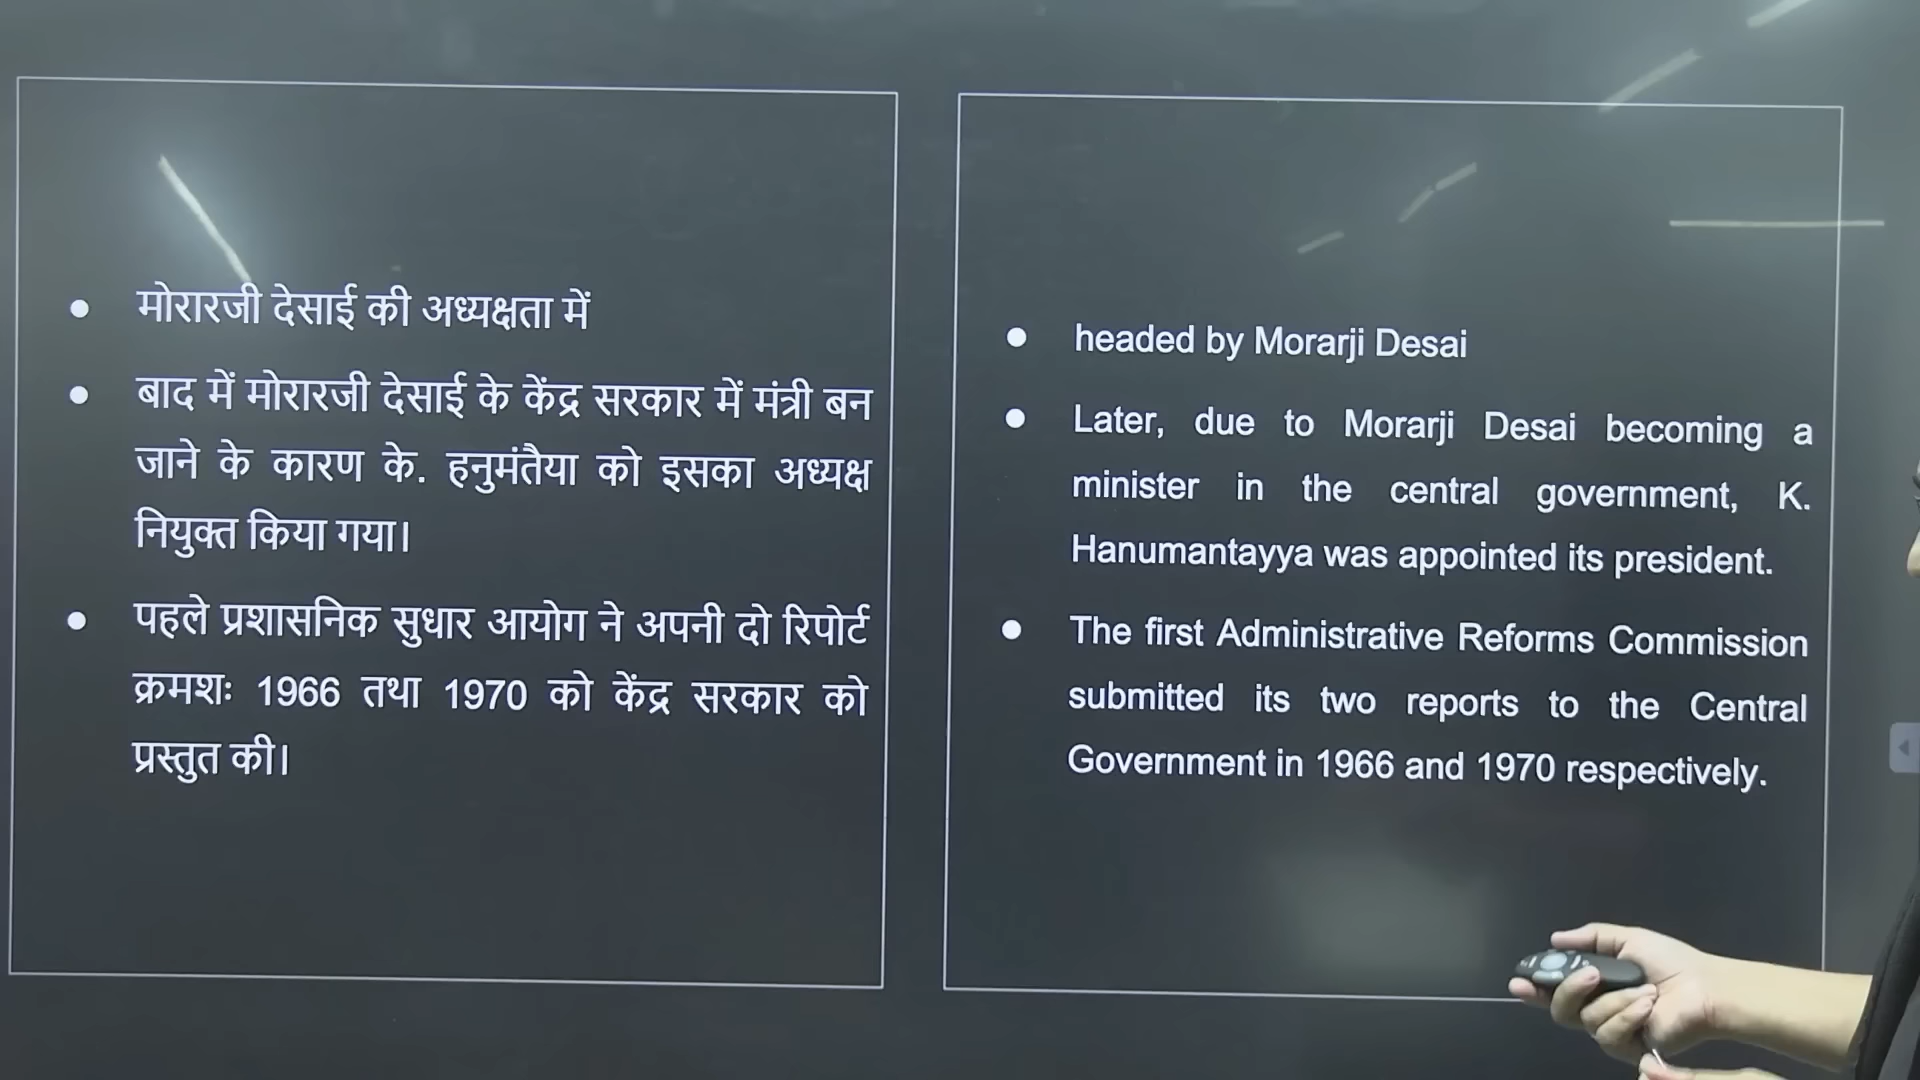 मोरारजी देसाई की अध्यक्षता में
बाद में मोरारजी देसाई के केंद्र सरकार में मंत्री बन
जाने के कारण के. हनुमंतैया को इसका अध्यक्ष
नियुक्त किया गया।
पहले प्रशासनिक सुधार आयोग ने अपनी दो रिपोर्ट
क्रमशः 1966 तथा 1970 को केंद्र सरकार को
प्रस्तुत की।
headed by Morarji Desai
Later, due to Morarji Desai becoming a
minister in the central government, K.
Hanumantayya was appointed its president.
The first Administrative Reforms Commission
submitted its two reports to the Central
Government in 1966 and 1970 respectively.